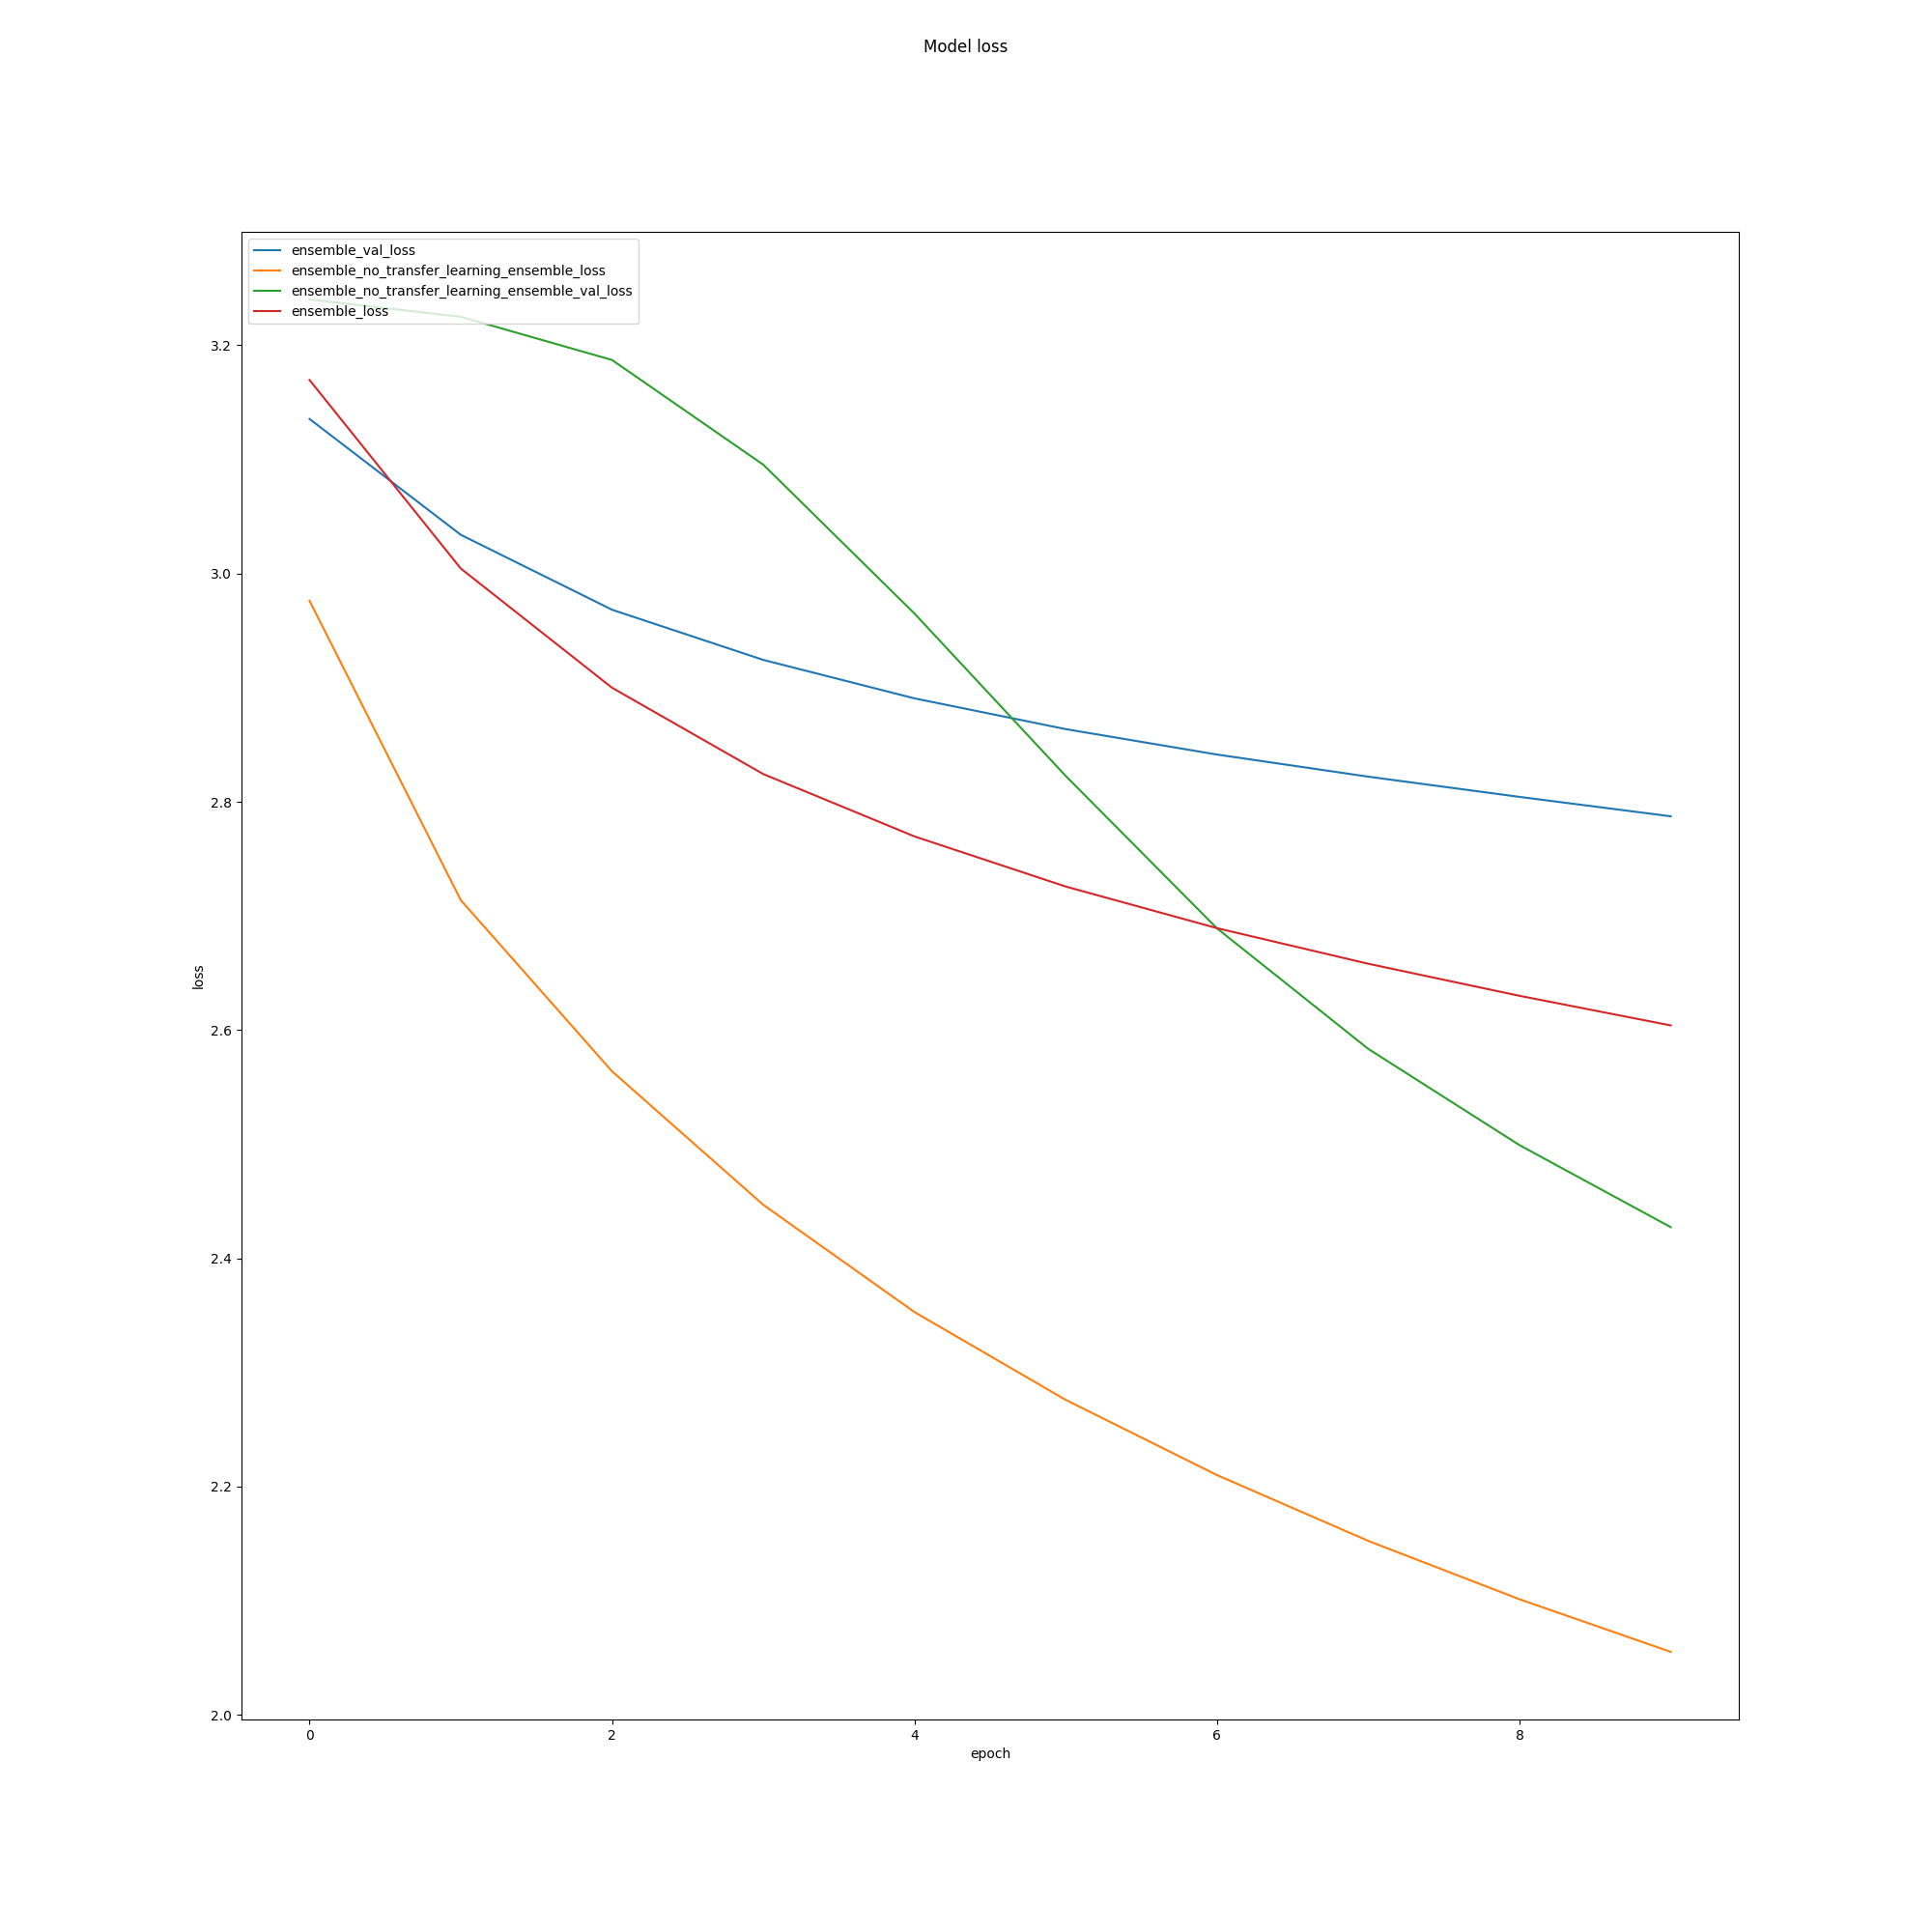 Model loss
ensemble_val_loss
ensemble_no_transfer_learning_ensemble_loss
ensemble_no_transfer_learning_ensemble_val_loss
ensemble_loss
3.2
3.0
2.8
2.6
2.4
2.2
2.0
loss
0 2 4 6 8
epoch